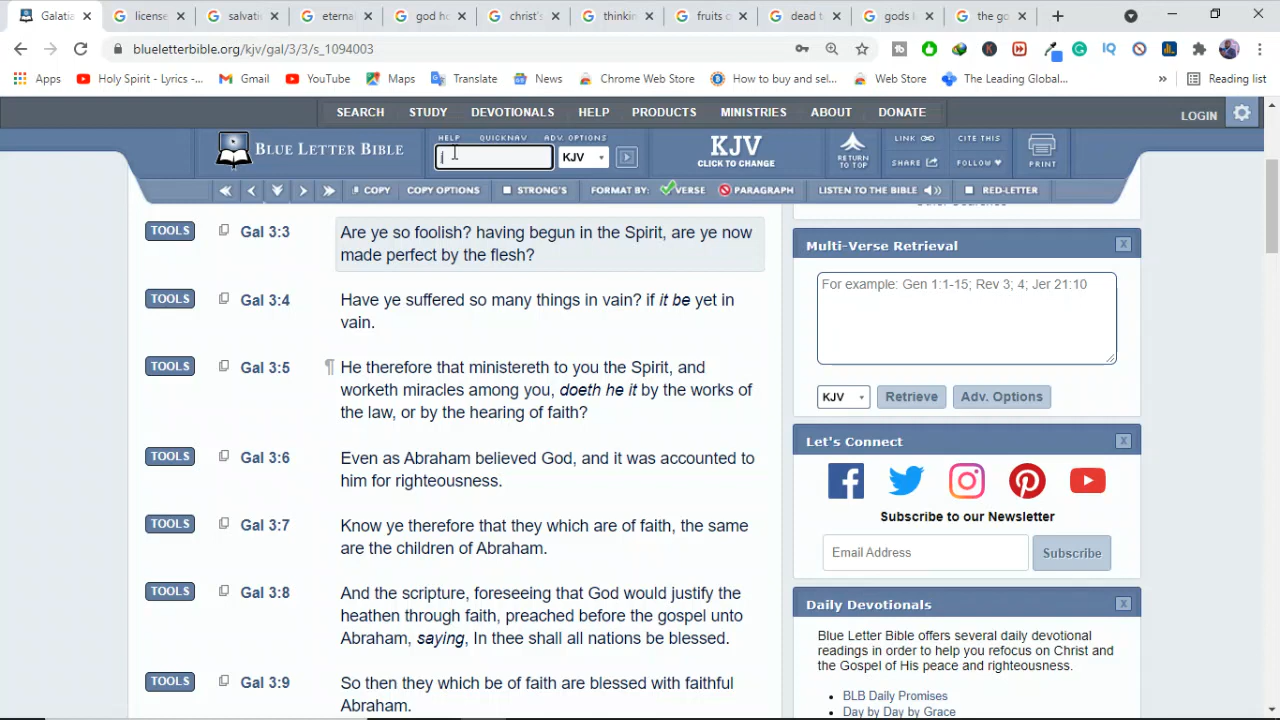 Galatia
license
salvati
eternal
god ho
christ's
thinkin
fruits o
dead t
gods l
the go
blueletterbible.org/kjv/gal/3/3/s_1094003
Apps
Holy Spirit - Lyrics -...
Gmail
YouTube
Maps
Translate
News
Chrome Web Store
How to buy and sel...
Web Store
The Leading Global...
»
Reading list
SEARCH STUDY DEVOTIONALS HELP PRODUCTS MINISTRIES ABOUT DONATE
LOGIN
BLUE LETTER BIBLE
HELP QUICKNAV ADV. OPTIONS
j
KJV
KJV
CLICK TO CHANGE
RETURN
TO TOP
LINK
SHARE
CITE THIS
FOLLOW
PRINT
COPY COPY OPTIONS STRONG'S FORMAT BY: VERSE PARAGRAPH LISTEN TO THE BIBLE RED-LETTER
TOOLS Gal 3:3 Are ye so foolish? having begun in the Spirit, are ye now
made perfect by the flesh?
TOOLS Gal 3:4 Have ye suffered so many things in vain? if it be yet in
vain.
TOOLS Gal 3:5 ¶ He therefore that ministereth to you the Spirit, and
worketh miracles among you, doeth he it by the works of
the law, or by the hearing of faith?
TOOLS Gal 3:6 Even as Abraham believed God, and it was accounted to
him for righteousness.
TOOLS Gal 3:7 Know ye therefore that they which are of faith, the same
are the children of Abraham.
TOOLS Gal 3:8 And the scripture, foreseeing that God would justify the
heathen through faith, preached before the gospel unto
Abraham, saying, In thee shall all nations be blessed.
TOOLS Gal 3:9 So then they which be of faith are blessed with faithful
Abraham.
Multi-Verse Retrieval X
For example: Gen 1:1-15; Rev 3; 4; Jer 21:10
KJV Retrieve Adv. Options
Let's Connect X
Subscribe to our Newsletter
Email Address Subscribe
Daily Devotionals X
Blue Letter Bible offers several daily devotional
readings in order to help you refocus on Christ and
the Gospel of His peace and righteousness.
BLB Daily Promises
Day by Day by Grace